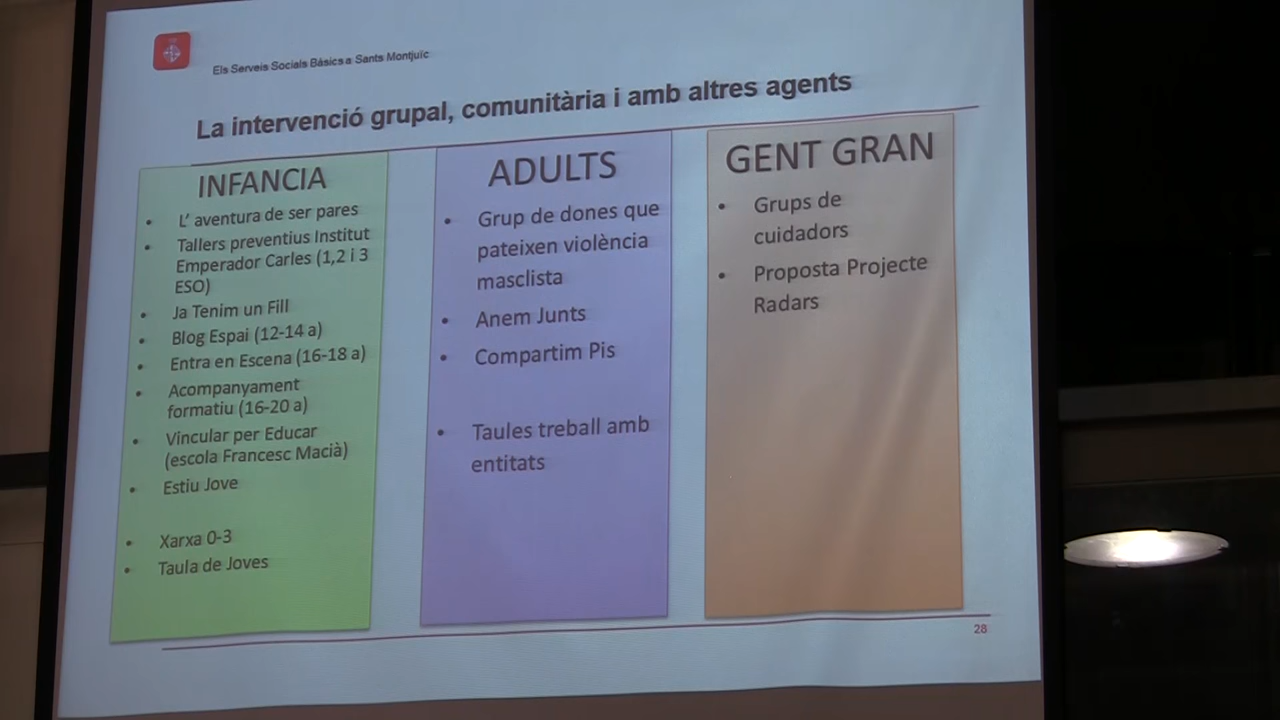 Els Serveis Socials Bàsics a Sants Montjuïc
La intervenció grupal, comunitària i amb altres agents
INFANCIA
• L' aventura de ser pares
• Tallers preventius Institut
Emperador Carles (1,2 i 3
ESO)
• Ja Tenim un Fill
• Blog Espai (12-14 a)
• Entra en Escena (16-18 a)
• Acompanyament
formatiu (16-20 a)
• Vincular per Educar
(escola Francesc Macià)
• Estiu Jove
• Xarxa 0-3
• Taula de Joves
ADULTS
• Grup de dones que
pateixen violència
masclista
• Anem Junts
• Compartim Pis
• Taules treball amb
entitats
GENT GRAN
• Grups de
cuidadors
• Proposta Projecte
Radars
28